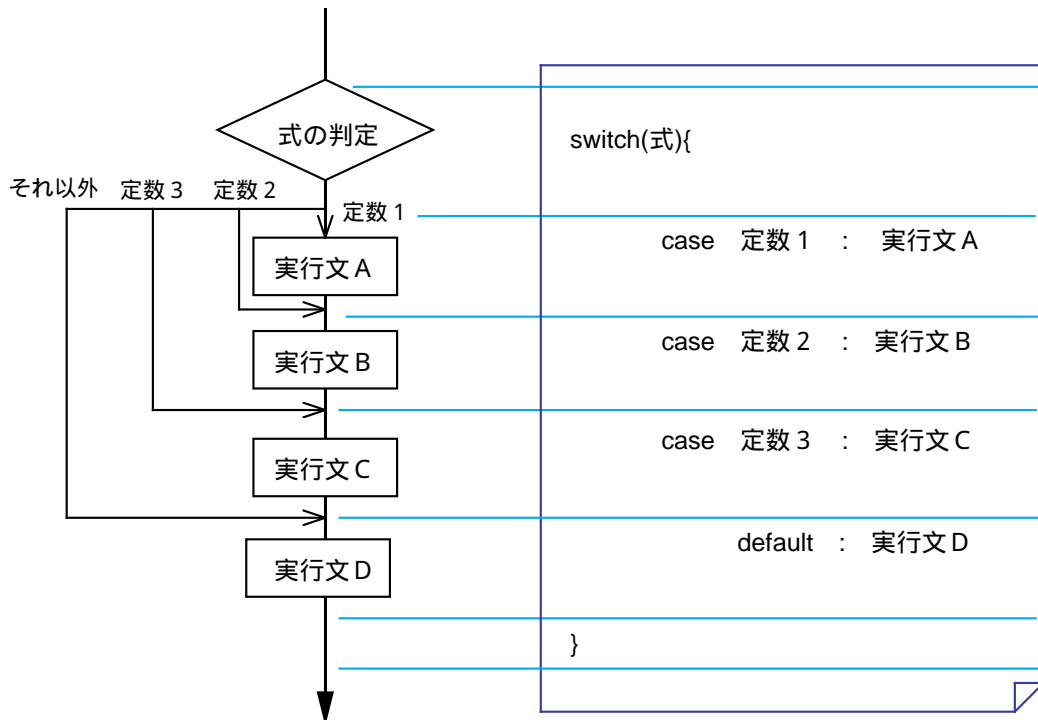 式の判定
それ以外 定数3 定数2
定数1
実行文A
実行文B
実行文C
実行文D
switch(式){
case 定数1 : 実行文A
case 定数2 : 実行文B
case 定数3 : 実行文C
default : 実行文D
}